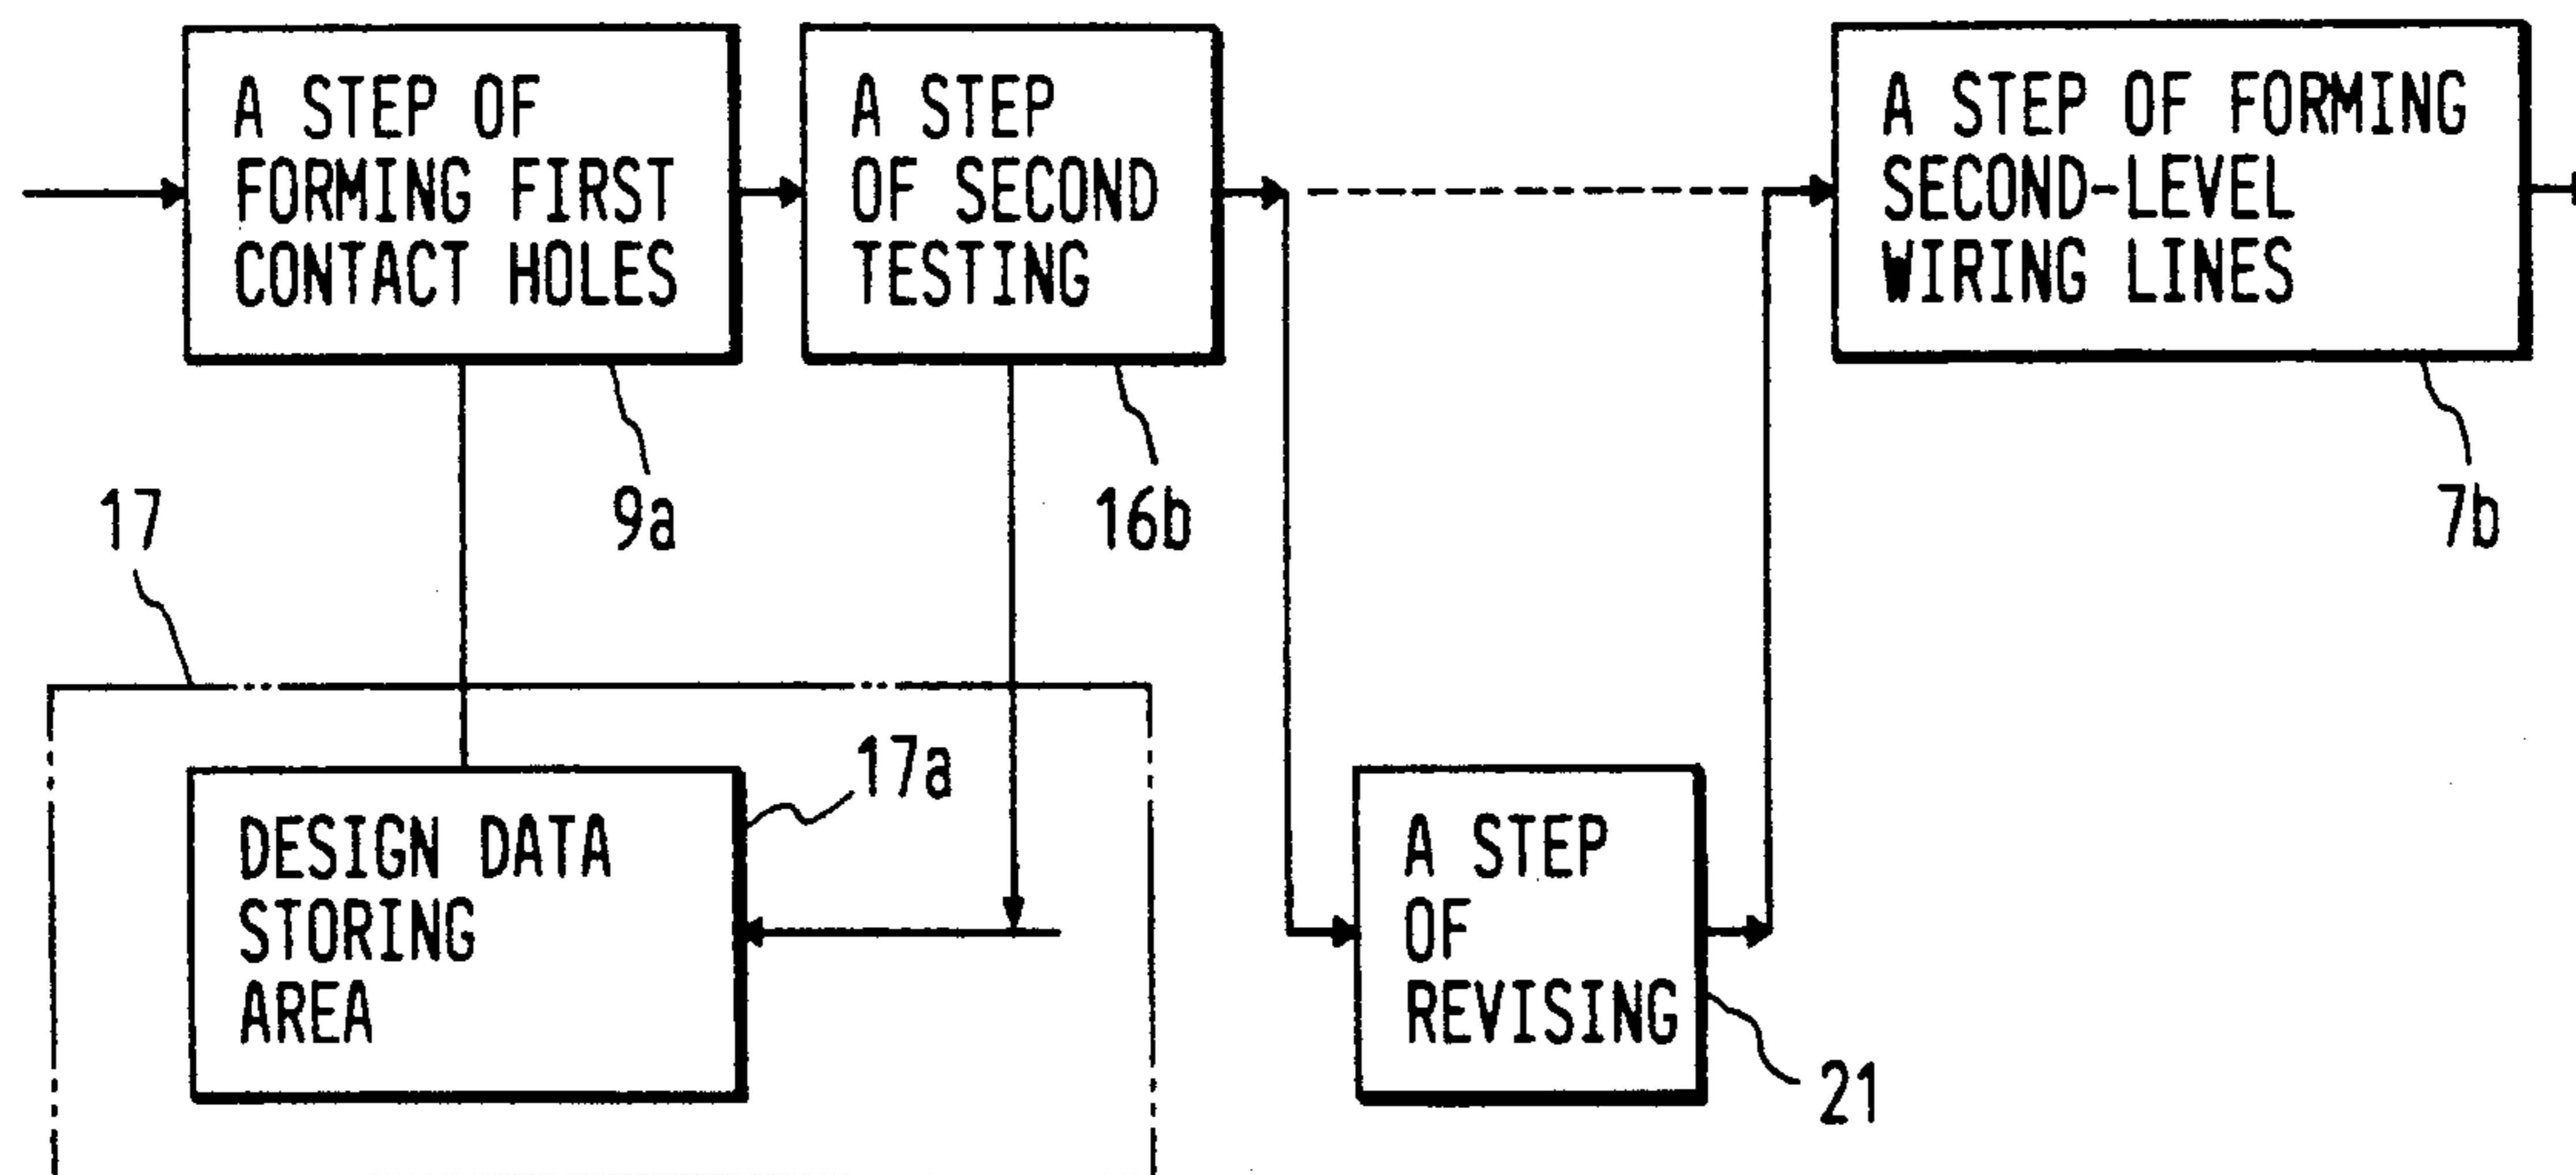 A STEP OF
FORMING FIRST
CONTACT HOLES
A STEP
OF SECOND
TESTING
A STEP OF FORMING
SECOND-LEVEL
WIRING LINES
9a
16b
7b
17
17a
DESIGN DATA
STORING
AREA
A STEP
OF
REVISING
21